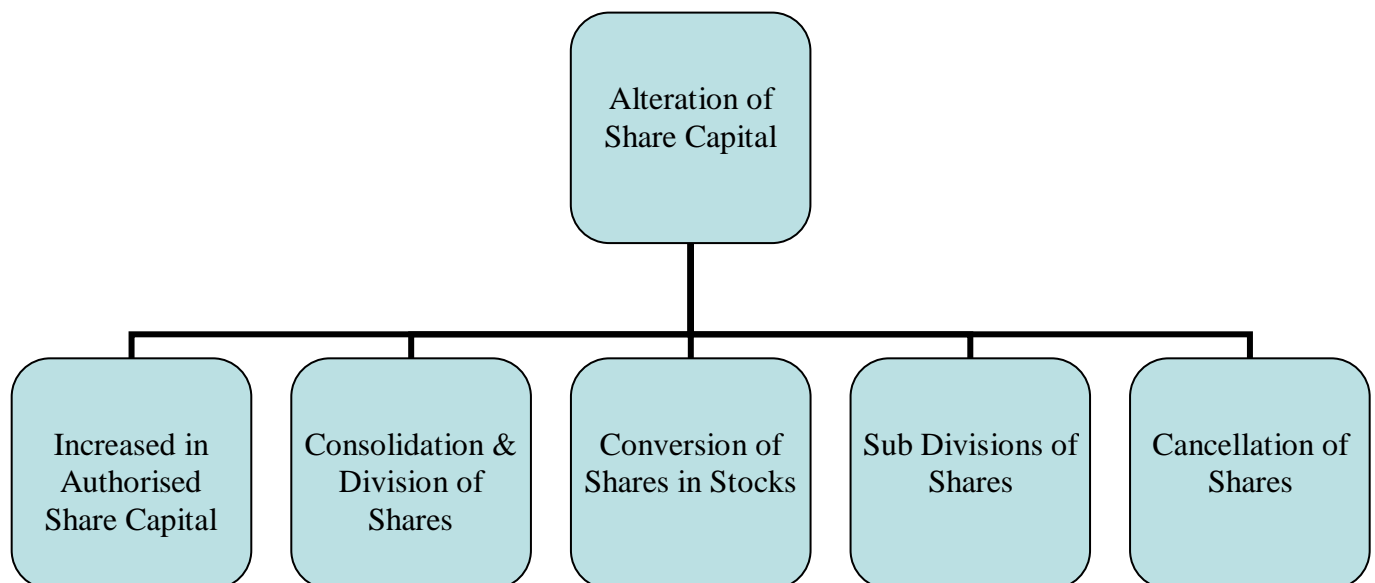 Alteration of
Share Capital
Increased in
Authorised
Share Capital
Consolidation &
Division of
Shares
Conversion of
Shares in Stocks
Sub Divisions of
Shares
Cancellation of
Shares